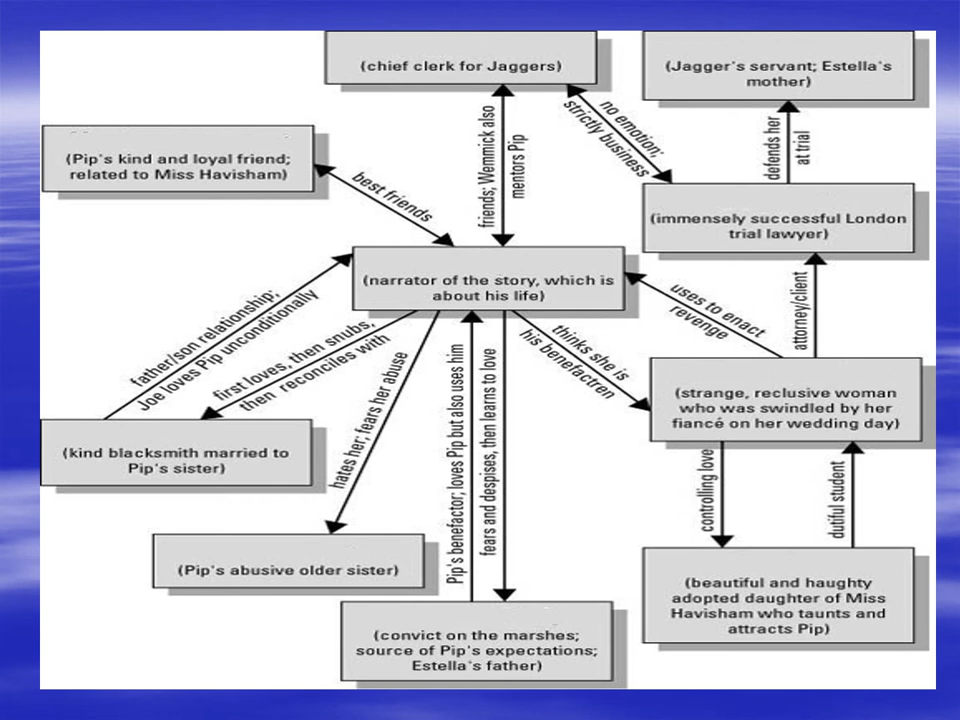 (chief clerk for Jaggers)
(Jagger's servant; Estella's
mother)
(Pip's kind and loyal friend;
related to Miss Havisham)
best friends
friends; Wemmick also
mentors Pip
no emotion;
strictly business
defends her
at trial
(immensely successful London
trial lawyer)
(narrator of the story, which is
about his life)
father/son relationship;
Joe loves Pip unconditionally
first loves, then snubs,
then reconciles with
hates her; fears her abuse
Pip's benefactor; loves Pip but also uses him
fears and despises, then learns to love
thinks she is
his benefactren
uses to enact
revenge
attorney/client
(strange, reclusive woman
who was swindled by her
fiancé on her wedding day)
(kind blacksmith married to
Pip's sister)
controlling love
dutiful student
(Pip's abusive older sister)
(convict on the marshes;
source of Pip's expectations;
Estella's father)
(beautiful and haughty
adopted daughter of Miss
Havisham who taunts and
attracts Pip)